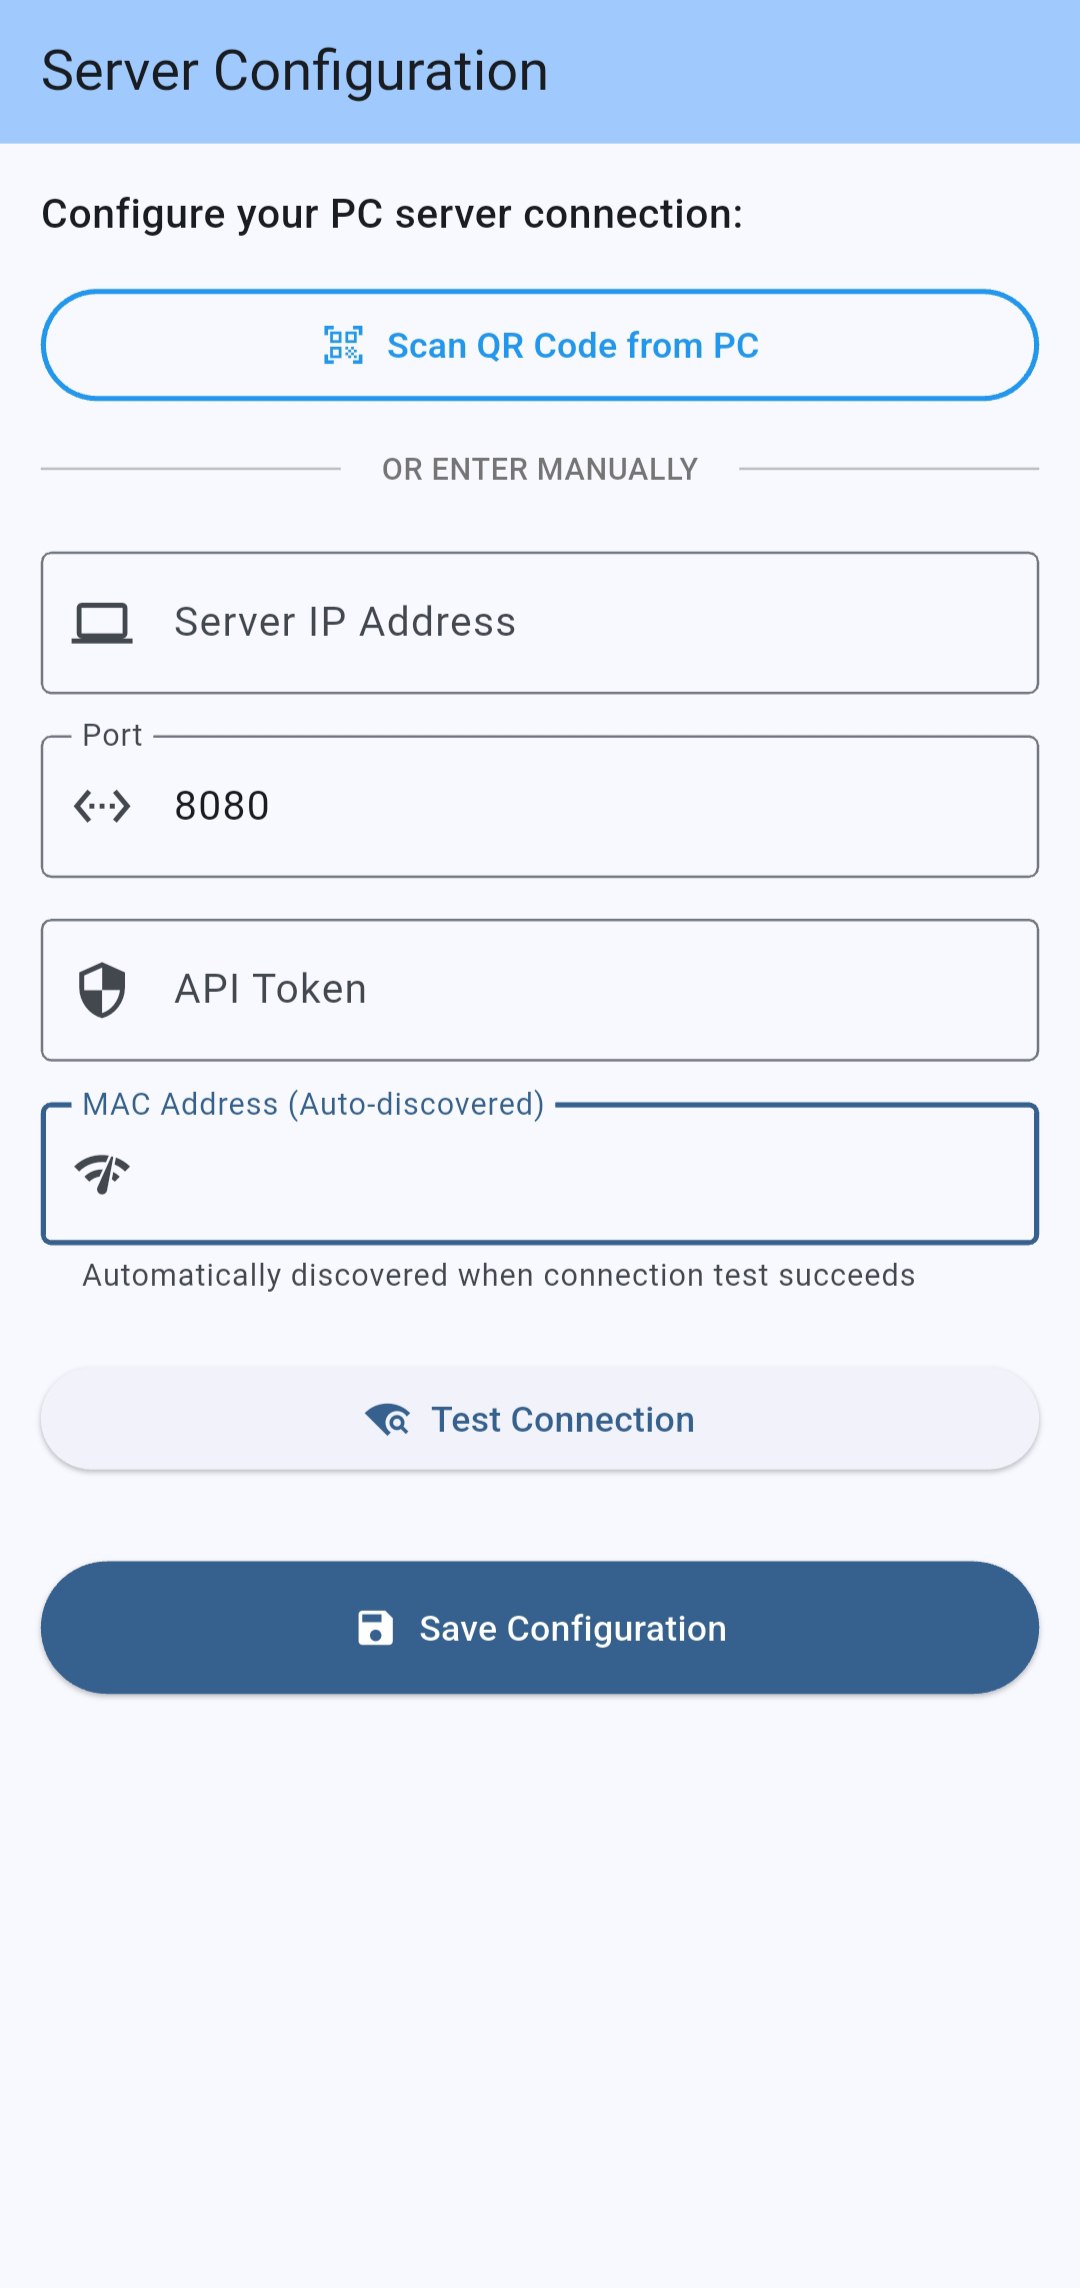 Server Configuration
Configure your PC server connection:
Scan QR Code from PC
OR ENTER MANUALLY
Server IP Address
Port
8080
API Token
MAC Address (Auto-discovered)
Automatically discovered when connection test succeeds
Test Connection
Save Configuration